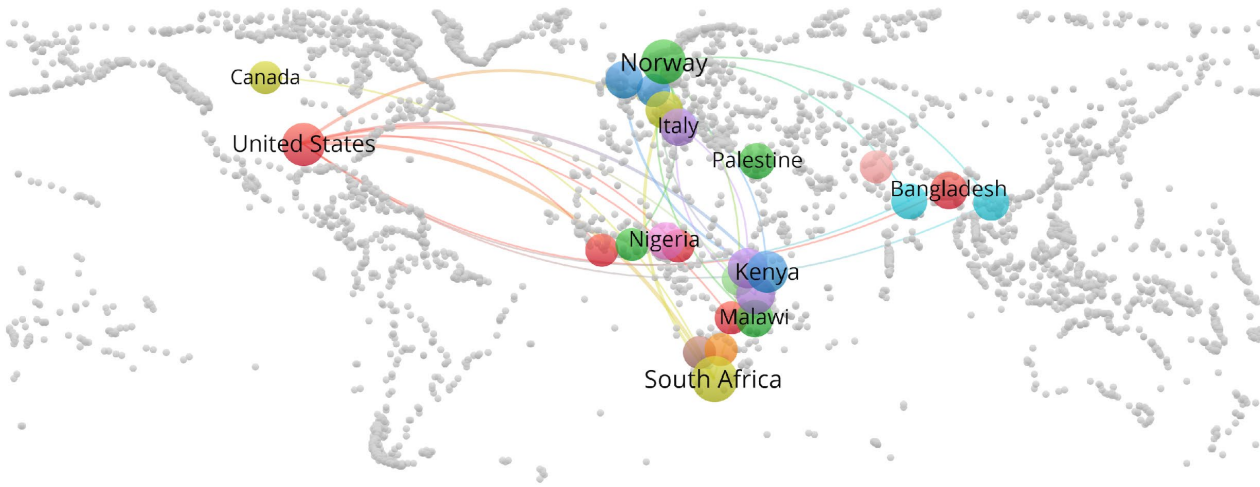 Norway
Canada
Italy
United States
Palestine
Bangladesh
Nigeria
Kenya
Malawi
South Africa